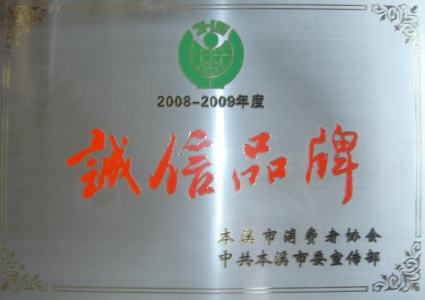 2008-2009年度
誠信品牌
本溪市消费者协会
中共本溪市委宣传部